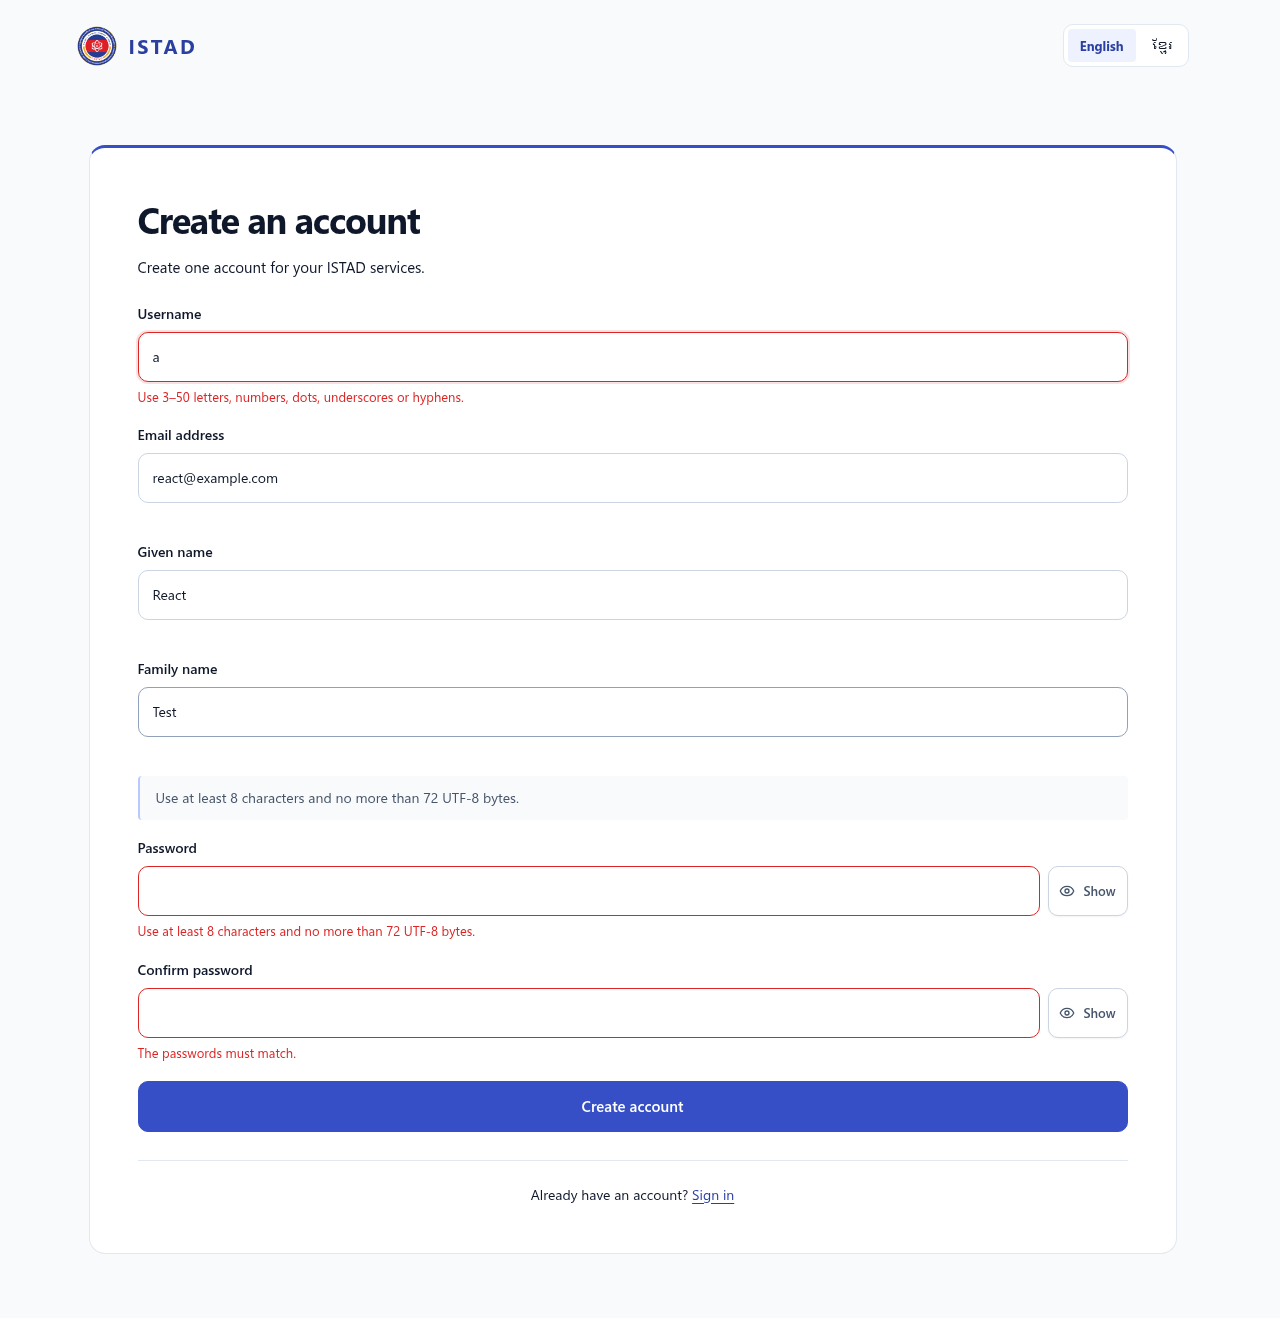 ISTAD
English
ខ្មែរ
Create an account
Create one account for your ISTAD services.
Username
a
Use 3–50 letters, numbers, dots, underscores or hyphens.
Email address
react@example.com
Given name
React
Family name
Test
Use at least 8 characters and no more than 72 UTF-8 bytes.
Password
Show
Use at least 8 characters and no more than 72 UTF-8 bytes.
Confirm password
Show
The passwords must match.
Create account
Already have an account? Sign in